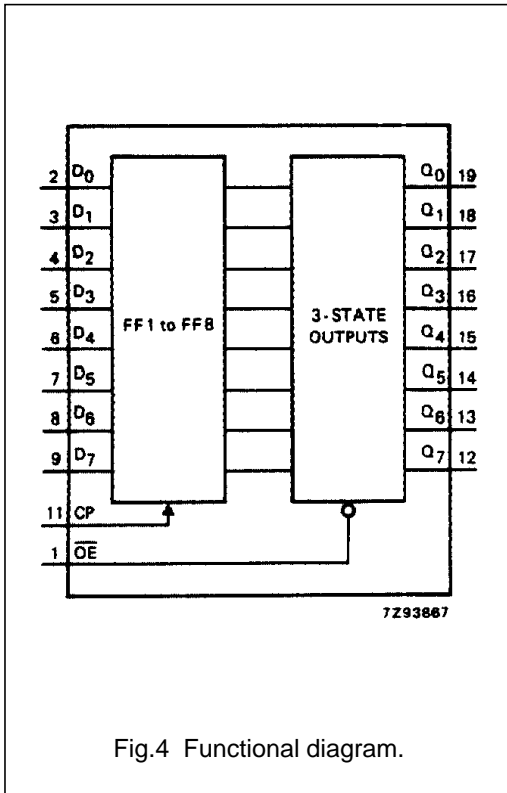 2 D0 Q0 19
3 D1 Q1 18
4 D2 Q2 17
5 D3 Q3 16
6 D4 Q4 15
7 D5 Q5 14
8 D6 Q6 13
9 D7 Q7 12
FF1 to FF8
3-STATE
OUTPUTS
11 CP
1 O̅E̅
7Z93867
Fig.4 Functional diagram.